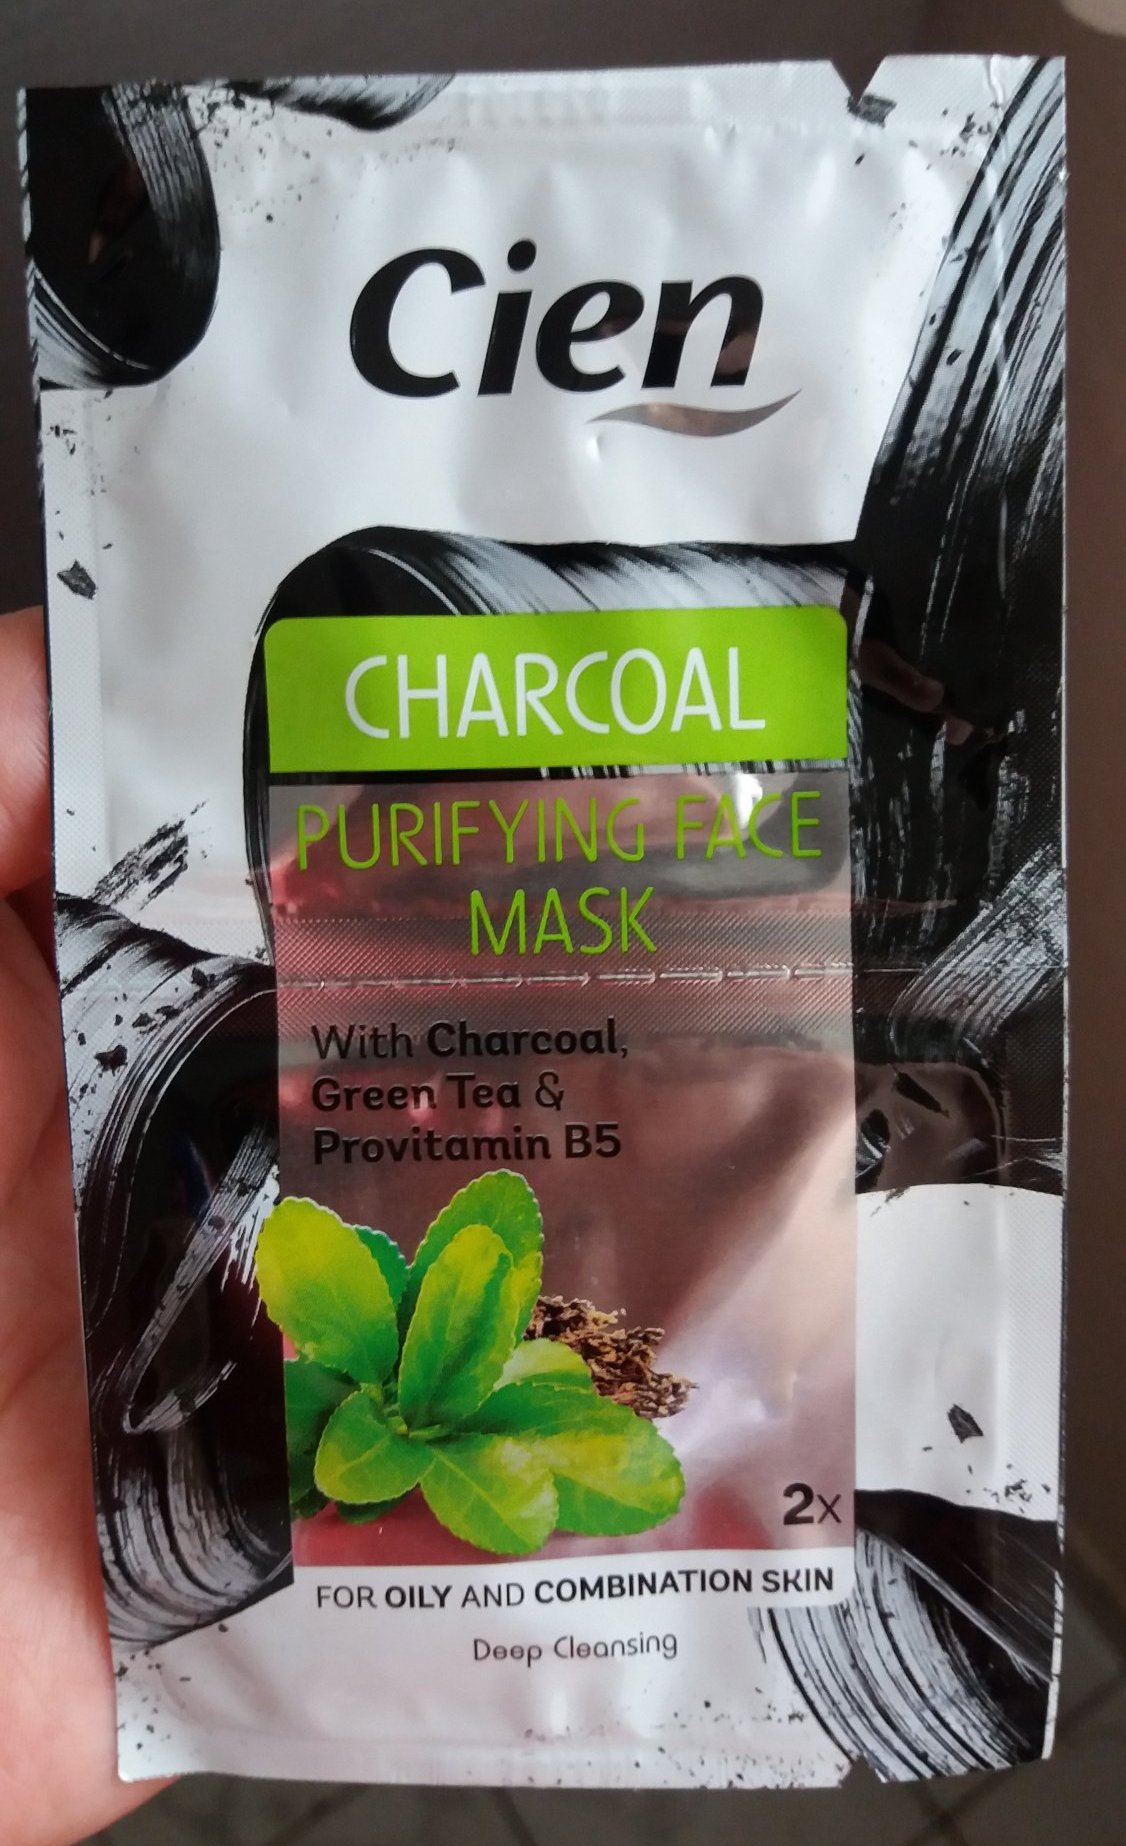 Cien
CHARCOAL
PURIFYING FACE
MASK
With Charcoal,
Green Tea &
Provitamin B5
2x
FOR OILY AND COMBINATION SKIN
Deep Cleansing